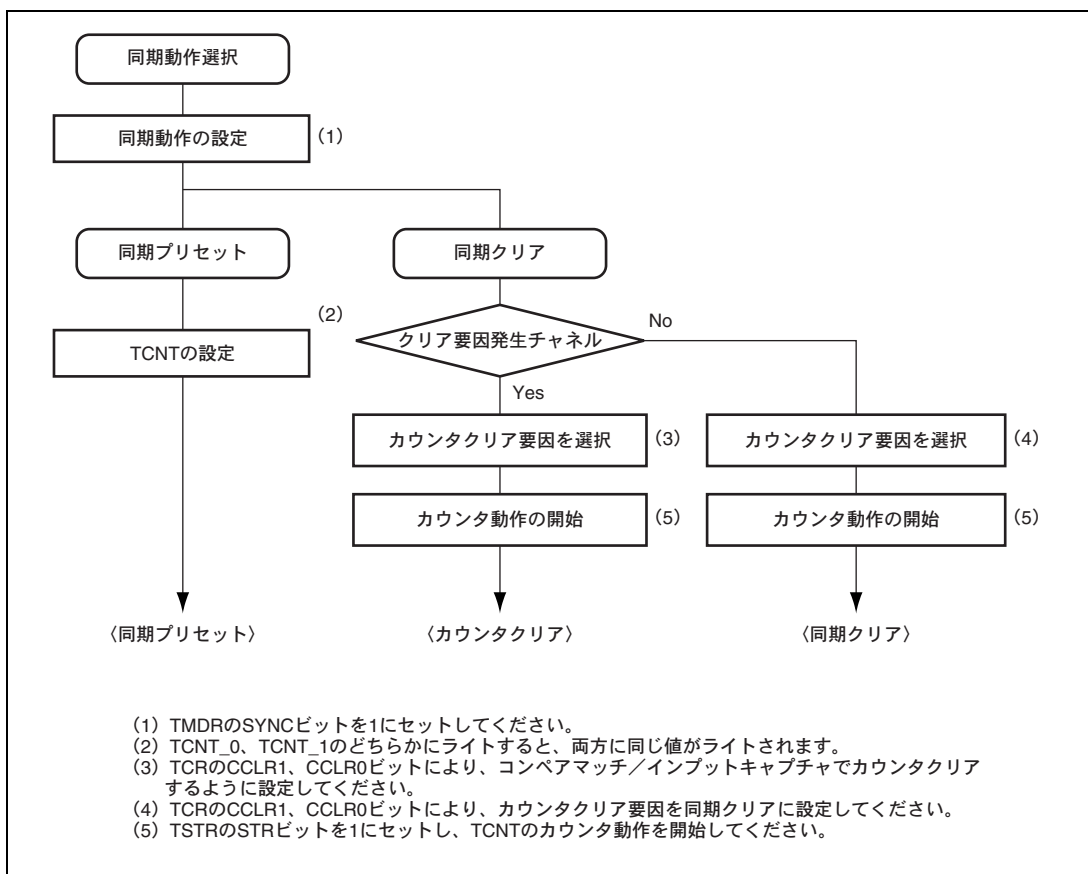 同期動作選択
同期動作の設定 (1)
同期プリセット 同期クリア
(2)
TCNTの設定
クリア要因発生チャネル
No
Yes
カウンタクリア要因を選択 (3) カウンタクリア要因を選択 (4)
カウンタ動作の開始 (5) カウンタ動作の開始 (5)
〈同期プリセット〉 〈カウンタクリア〉 〈同期クリア〉
(1) TMDRのSYNCビットを1にセットしてください。
(2) TCNT_0、TCNT_1のどちらかにライトすると、両方に同じ値がライトされます。
(3) TCRのCCLR1、CCLR0ビットにより、コンペアマッチ／インプットキャプチャでカウンタクリア
するように設定してください。
(4) TCRのCCLR1、CCLR0ビットにより、カウンタクリア要因を同期クリアに設定してください。
(5) TSTRのSTRビットを1にセットし、TCNTのカウンタ動作を開始してください。